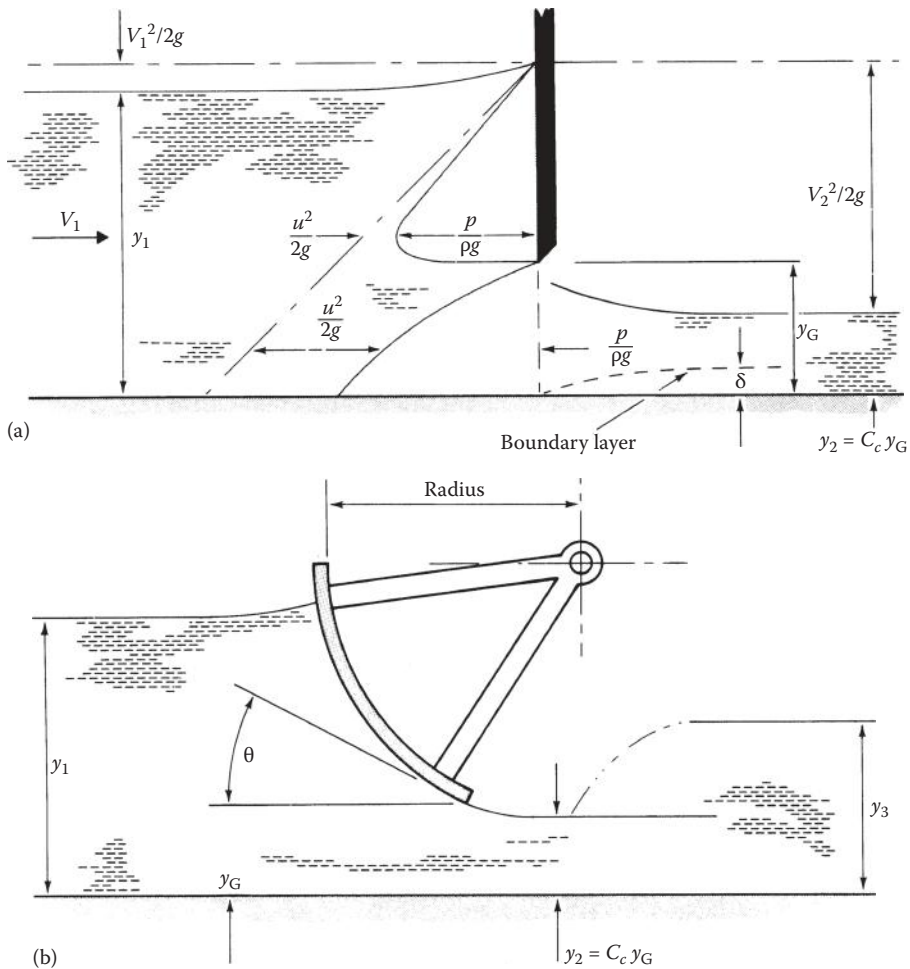 V₁²/2g
V₁
y₁
u²/2g
p/ρg
u²/2g
p/ρg
V₂²/2g
y_G
δ
Boundary layer
y₂ = C_c y_G
(a)
Radius
θ
y₁
y₃
y_G
y₂ = C_c y_G
(b)